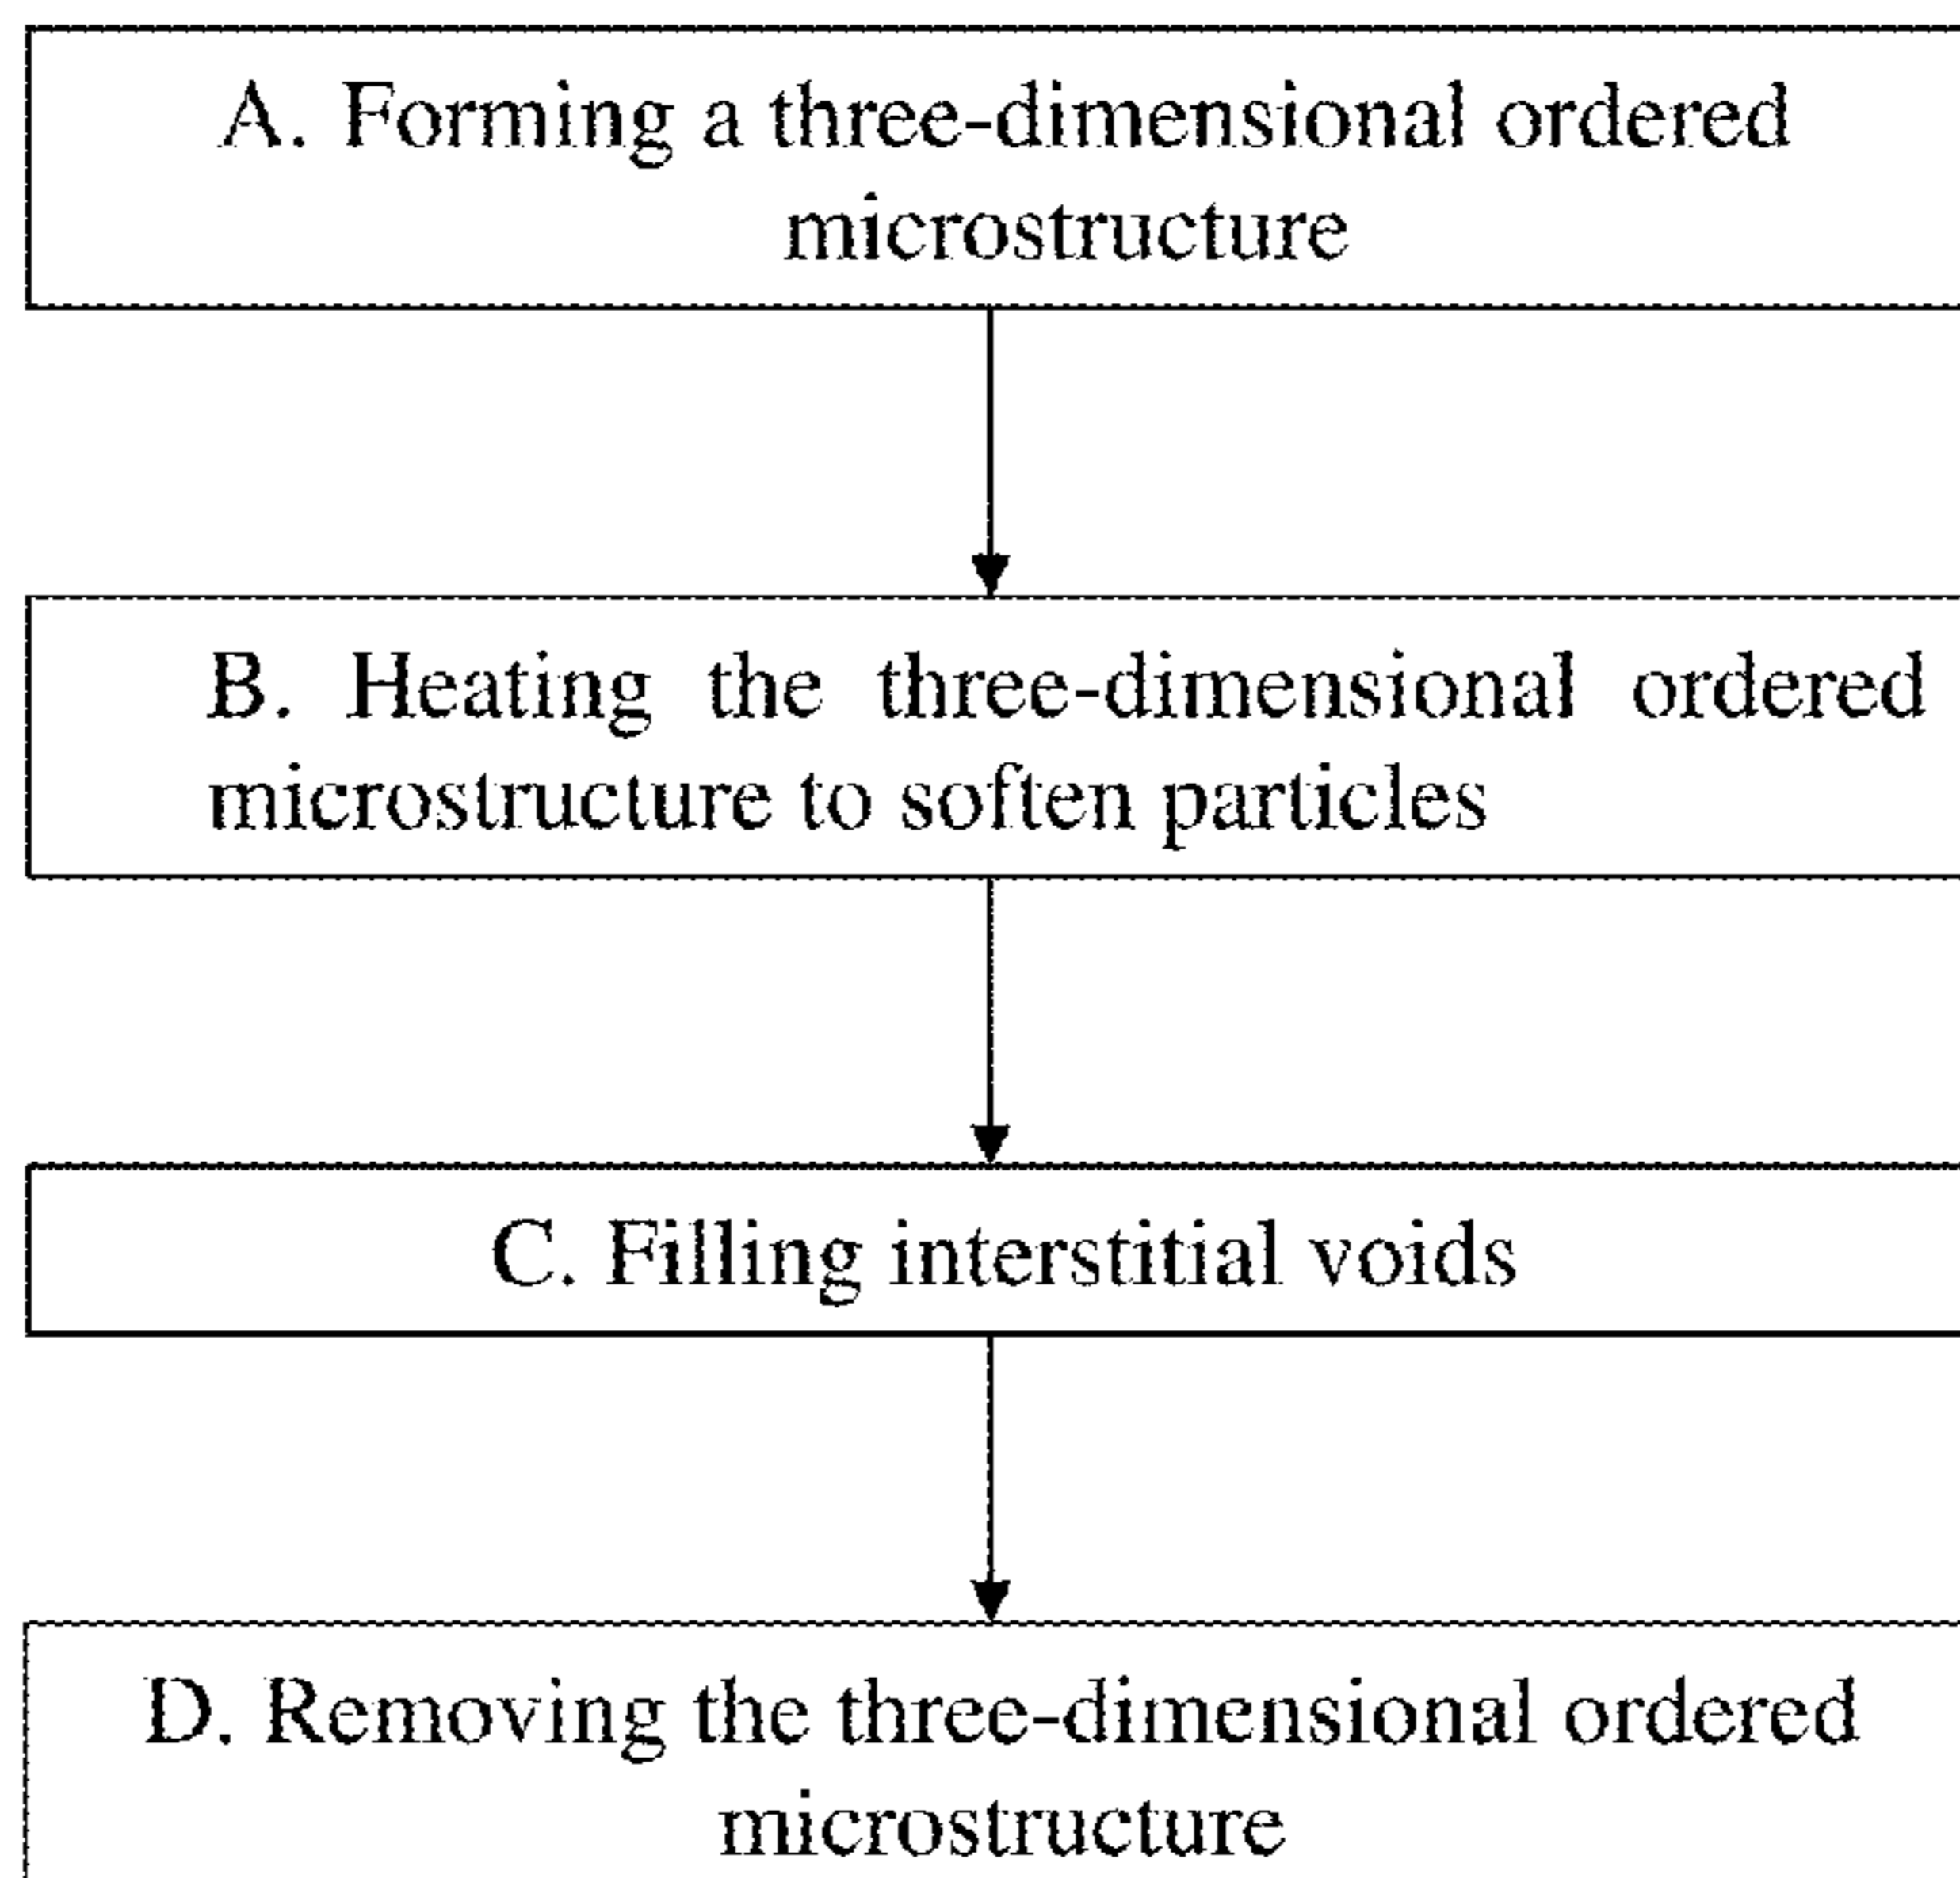 A. Forming a three-dimensional ordered
microstructure
B. Heating the three-dimensional ordered
microstructure to soften particles
C. Filling interstitial voids
D. Removing the three-dimensional ordered
microstructure